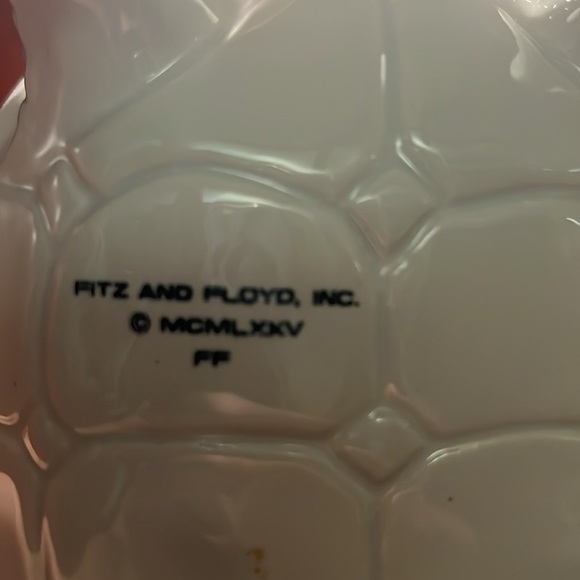 FITZ AND FLOYD, INC.
© MCMLXXV
FF